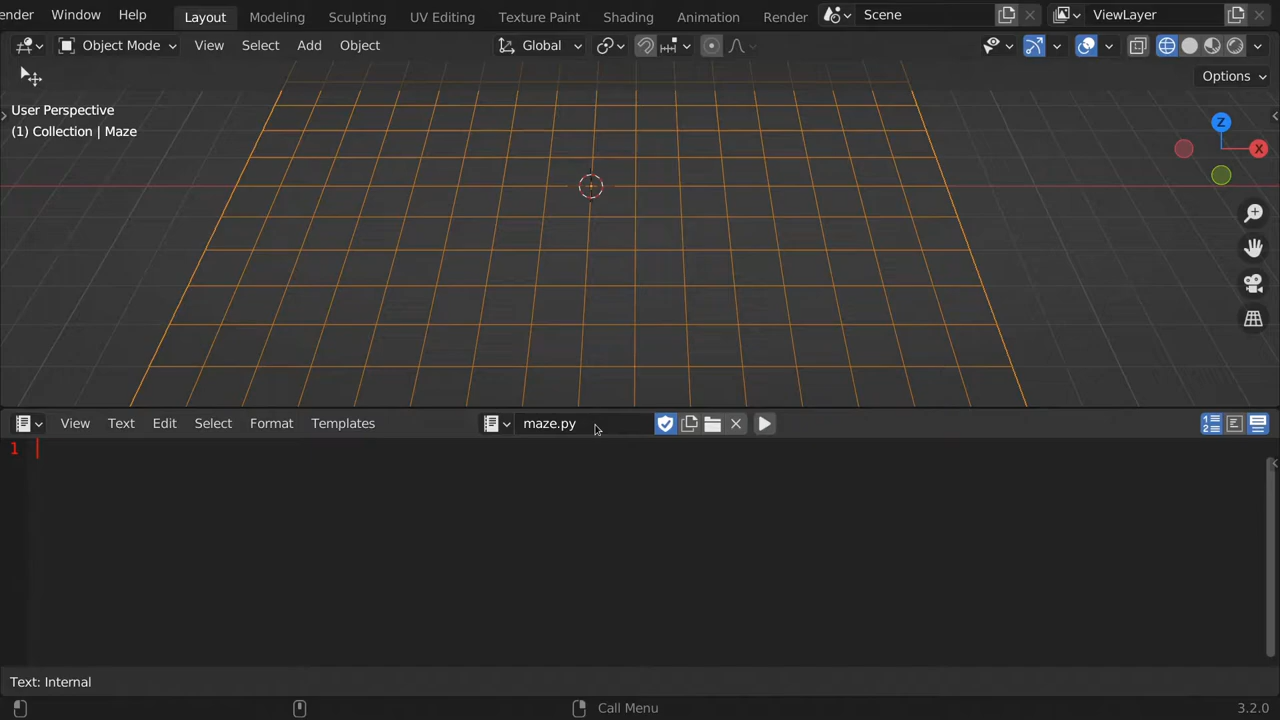 ender Window Help Layout Modeling Sculpting UV Editing Texture Paint Shading Animation Render Scene ViewLayer
Object Mode View Select Add Object Global
Options
User Perspective
(1) Collection | Maze
Z
X
View Text Edit Select Format Templates maze.py
1
Text: Internal
Call Menu 3.2.0